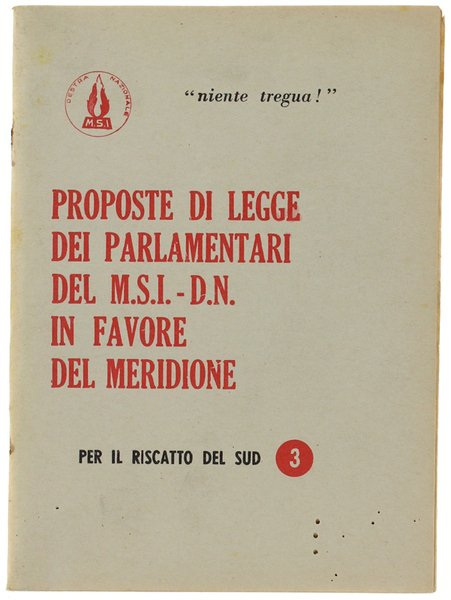 DESTRA NAZIONALE
M.S.I
“niente tregua!”
PROPOSTE DI LEGGE
DEI PARLAMENTARI
DEL M.S.I. - D.N.
IN FAVORE
DEL MERIDIONE
PER IL RISCATTO DEL SUD 3